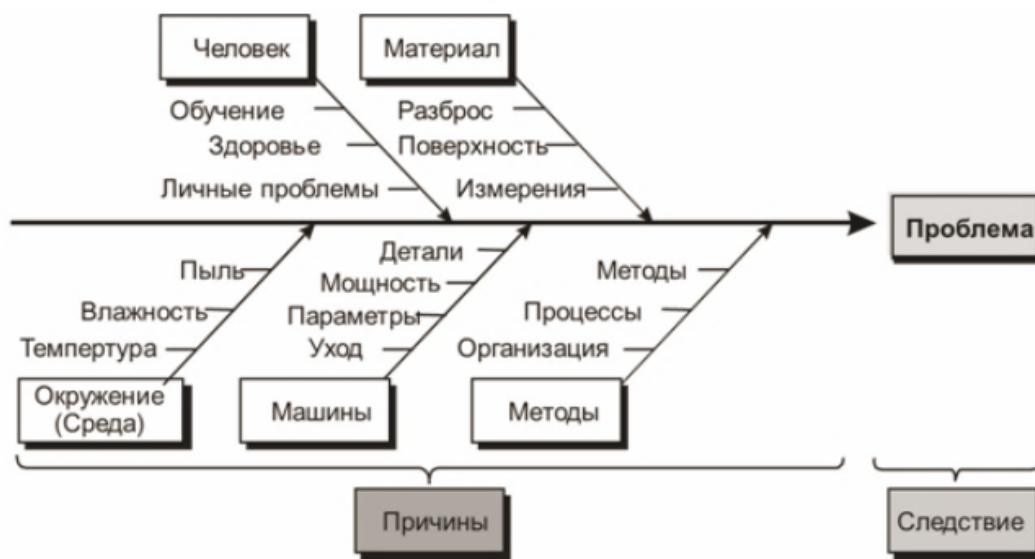 Человек
Материал
Обучение
Здоровье
Личные проблемы
Разброс
Поверхность
Измерения
Проблема
Пыль
Влажность
Темпертура
Детали
Мощность
Параметры
Уход
Методы
Процессы
Организация
Окружение
(Среда)
Машины
Методы
Причины
Следствие